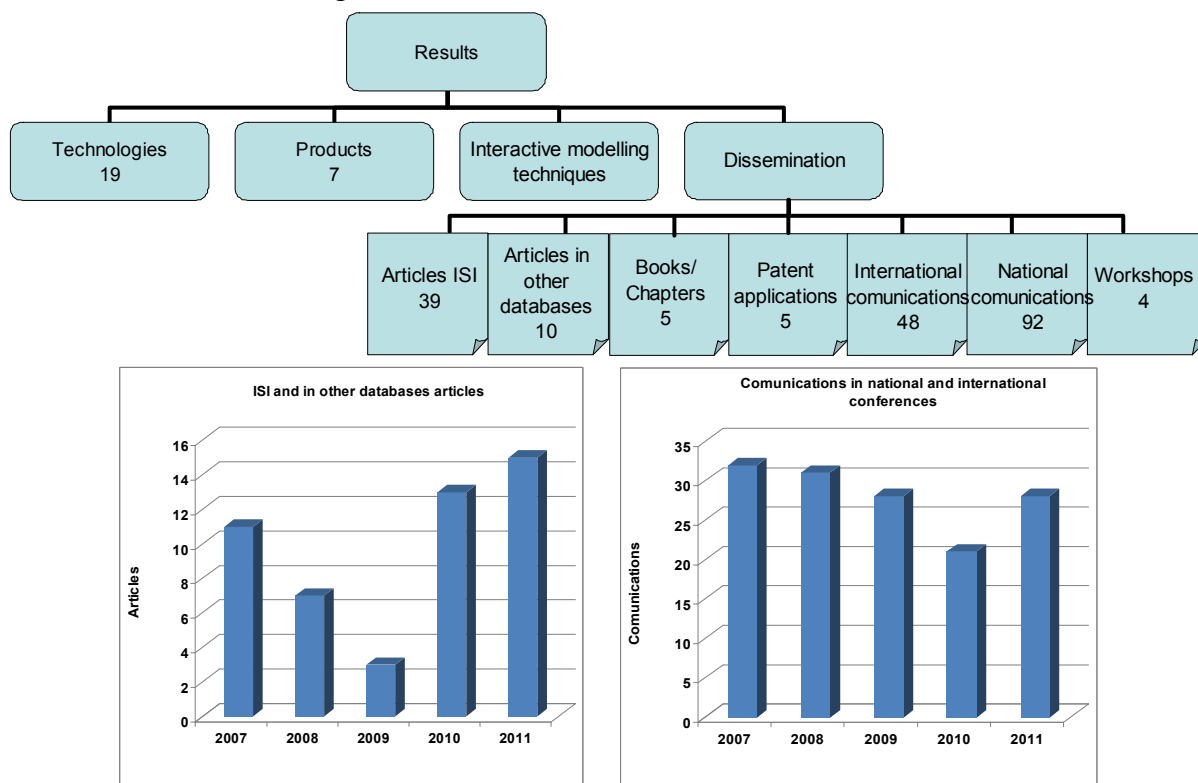 Results
Technologies
19
Products
7
Interactive modelling
techniques
Dissemination
Articles ISI
39
Articles in
other
databases
10
Books/
Chapters
5
Patent
applications
5
International
comunications
48
National
comunications
92
Workshops
4
ISI and in other databases articles
Articles
16
14
12
10
8
6
4
2
0
2007 2008 2009 2010 2011
Comunications in national and international
conferences
Comunications
35
30
25
20
15
10
5
0
2007 2008 2009 2010 2011